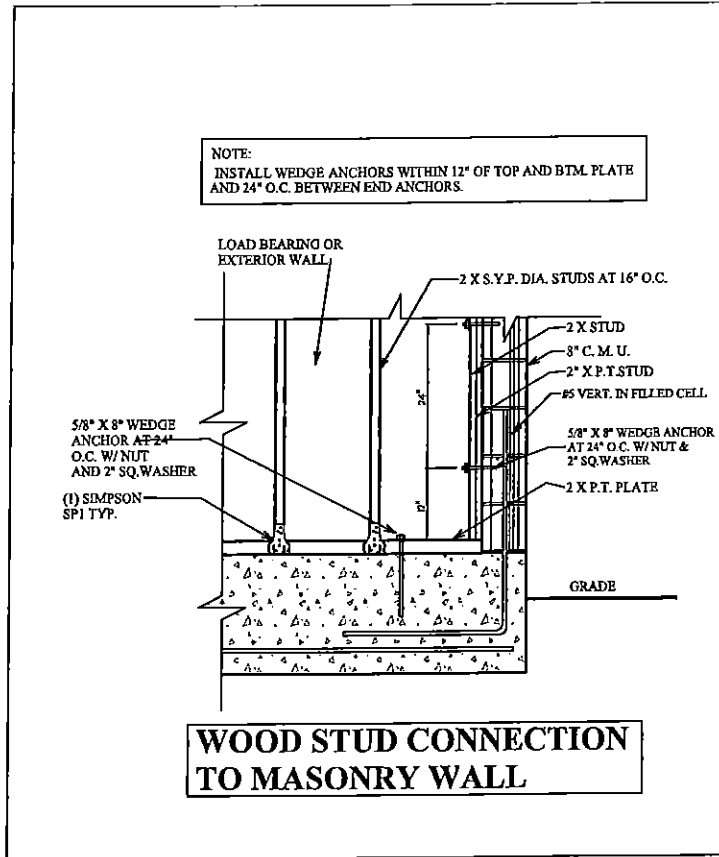 NOTE:
INSTALL WEDGE ANCHORS WITHIN 12" OF TOP AND BTM. PLATE
AND 24" O.C. BETWEEN END ANCHORS.
LOAD BEARING OR
EXTERIOR WALL
2 X S.Y.P. DIA. STUDS AT 16" O.C.
2 X STUD
8" C. M. U.
2" X P.T.STUD
#5 VERT. IN FILLED CELL
24"
5/8" X 8" WEDGE
ANCHOR AT 24"
O.C. W/ NUT
AND 2" SQ.WASHER
5/8" X 8" WEDGE ANCHOR
AT 24" O.C. W/ NUT &
2" SQ.WASHER
12"
2 X P.T. PLATE
(1) SIMPSON
SP1 TYP.
GRADE
WOOD STUD CONNECTION
TO MASONRY WALL